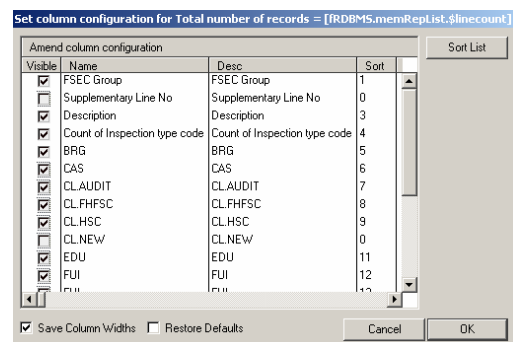 Set column configuration for Total number of records = [fRDBMS.memRepList.$linecount]
Amend column configuration
Sort List
Visible Name Desc Sort
FSEC Group FSEC Group 1
Supplementary Line No Supplementary Line No 0
Description Description 3
Count of Inspection type code Count of Inspection type code 4
BRG BRG 5
CAS CAS 6
CL.AUDIT CL.AUDIT 7
CL.FHFSC CL.FHFSC 8
CL.HSC CL.HSC 9
CL.NEW CL.NEW 0
EDU EDU 11
FUI FUI 12
Save Column Widths Restore Defaults Cancel OK